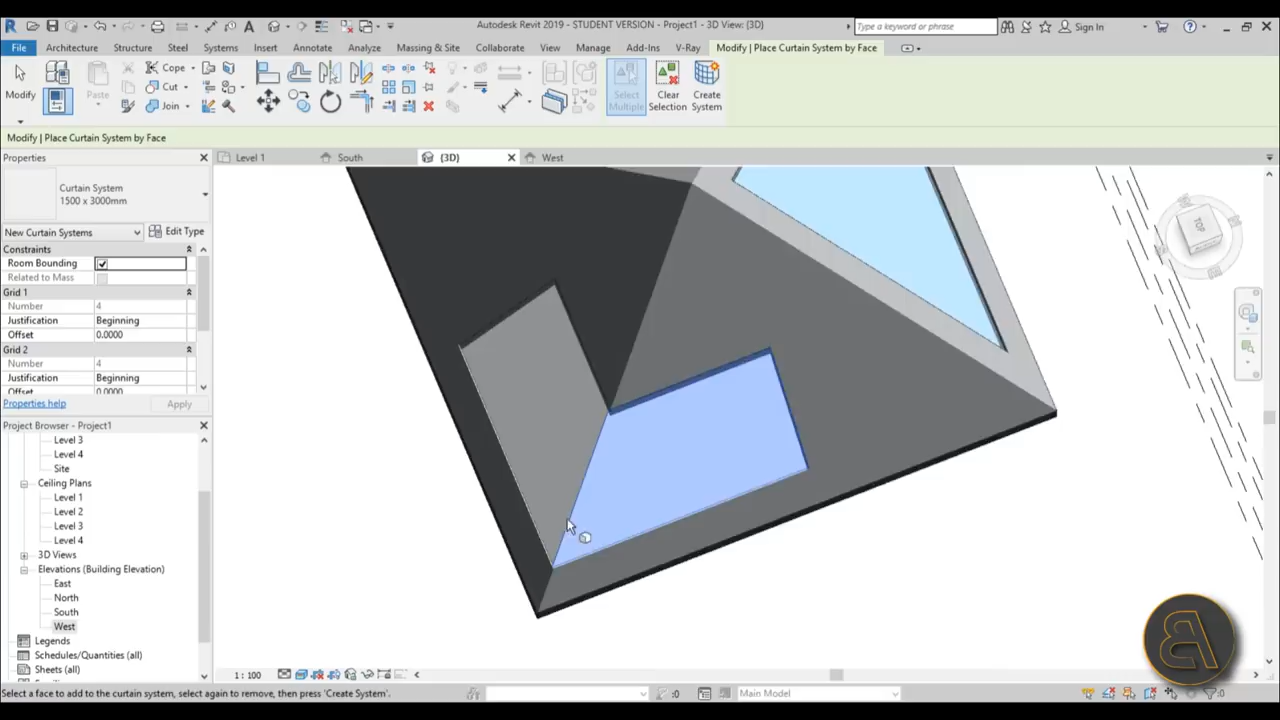 Autodesk Revit 2019 - STUDENT VERSION - Project1 - 3D View: {3D}
Type a keyword or phrase
Sign In
File
Architecture
Structure
Steel
Systems
Insert
Annotate
Analyze
Massing & Site
Collaborate
View
Manage
Add-Ins
V-Ray
Modify | Place Curtain System by Face
Modify
Paste
Cope
Cut
Join
Select Multiple
Clear Selection
Create System
Modify | Place Curtain System by Face
Properties
Level 1
South
{3D}
West
Curtain System
1500 x 3000mm
New Curtain Systems
Edit Type
Constraints
Room Bounding
Related to Mass
Grid 1
Number 4
Justification Beginning
Offset 0.0000
Grid 2
Number 4
Justification Beginning
Offset 0.0000
Properties help
Apply
Project Browser - Project1
Level 3
Level 4
Site
Ceiling Plans
Level 1
Level 2
Level 3
Level 4
3D Views
Elevations (Building Elevation)
East
North
South
West
Legends
Schedules/Quantities (all)
Sheets (all)
TOP
1 : 100
Select a face to add to the curtain system, select again to remove, then press 'Create System'.
:0
Main Model
:0